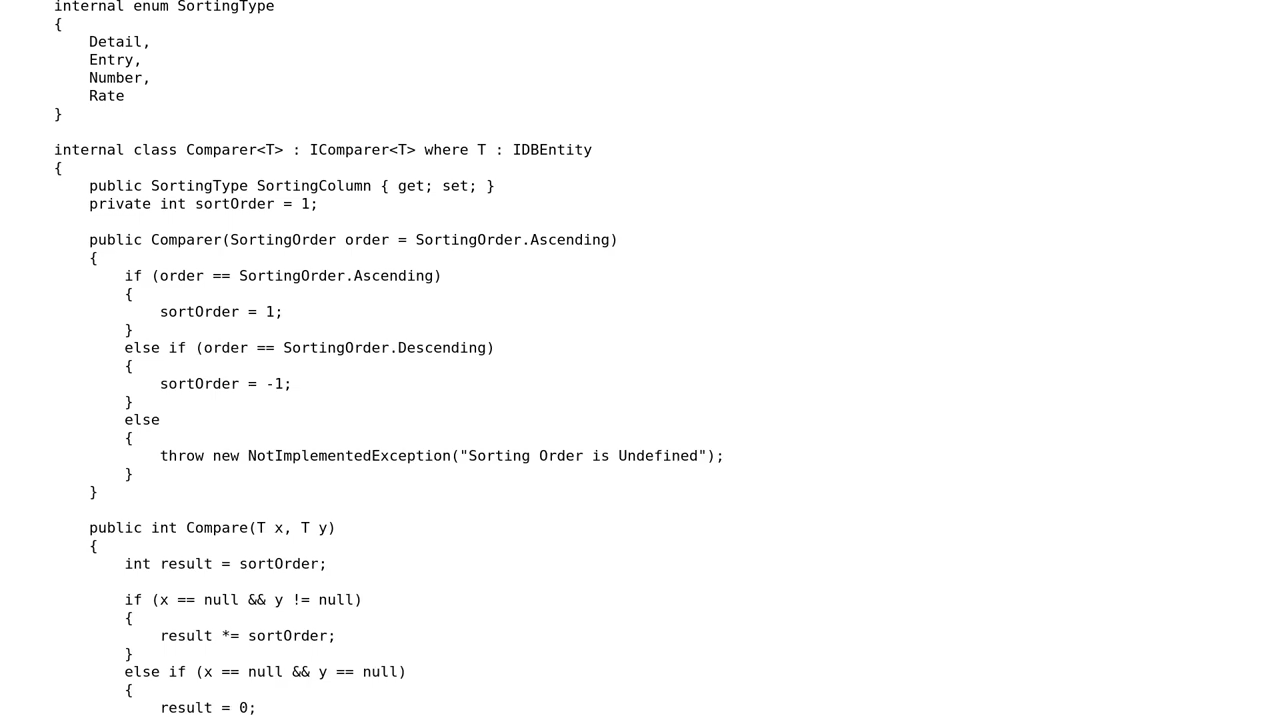 internal enum SortingType
{
    Detail,
    Entry,
    Number,
    Rate
}

internal class Comparer<T> : IComparer<T> where T : IDBEntity
{
    public SortingType SortingColumn { get; set; }
    private int sortOrder = 1;

    public Comparer(SortingOrder order = SortingOrder.Ascending)
    {
        if (order == SortingOrder.Ascending)
        {
            sortOrder = 1;
        }
        else if (order == SortingOrder.Descending)
        {
            sortOrder = -1;
        }
        else
        {
            throw new NotImplementedException("Sorting Order is Undefined");
        }
    }

    public int Compare(T x, T y)
    {
        int result = sortOrder;

        if (x == null && y != null)
        {
            result *= sortOrder;
        }
        else if (x == null && y == null)
        {
            result = 0;